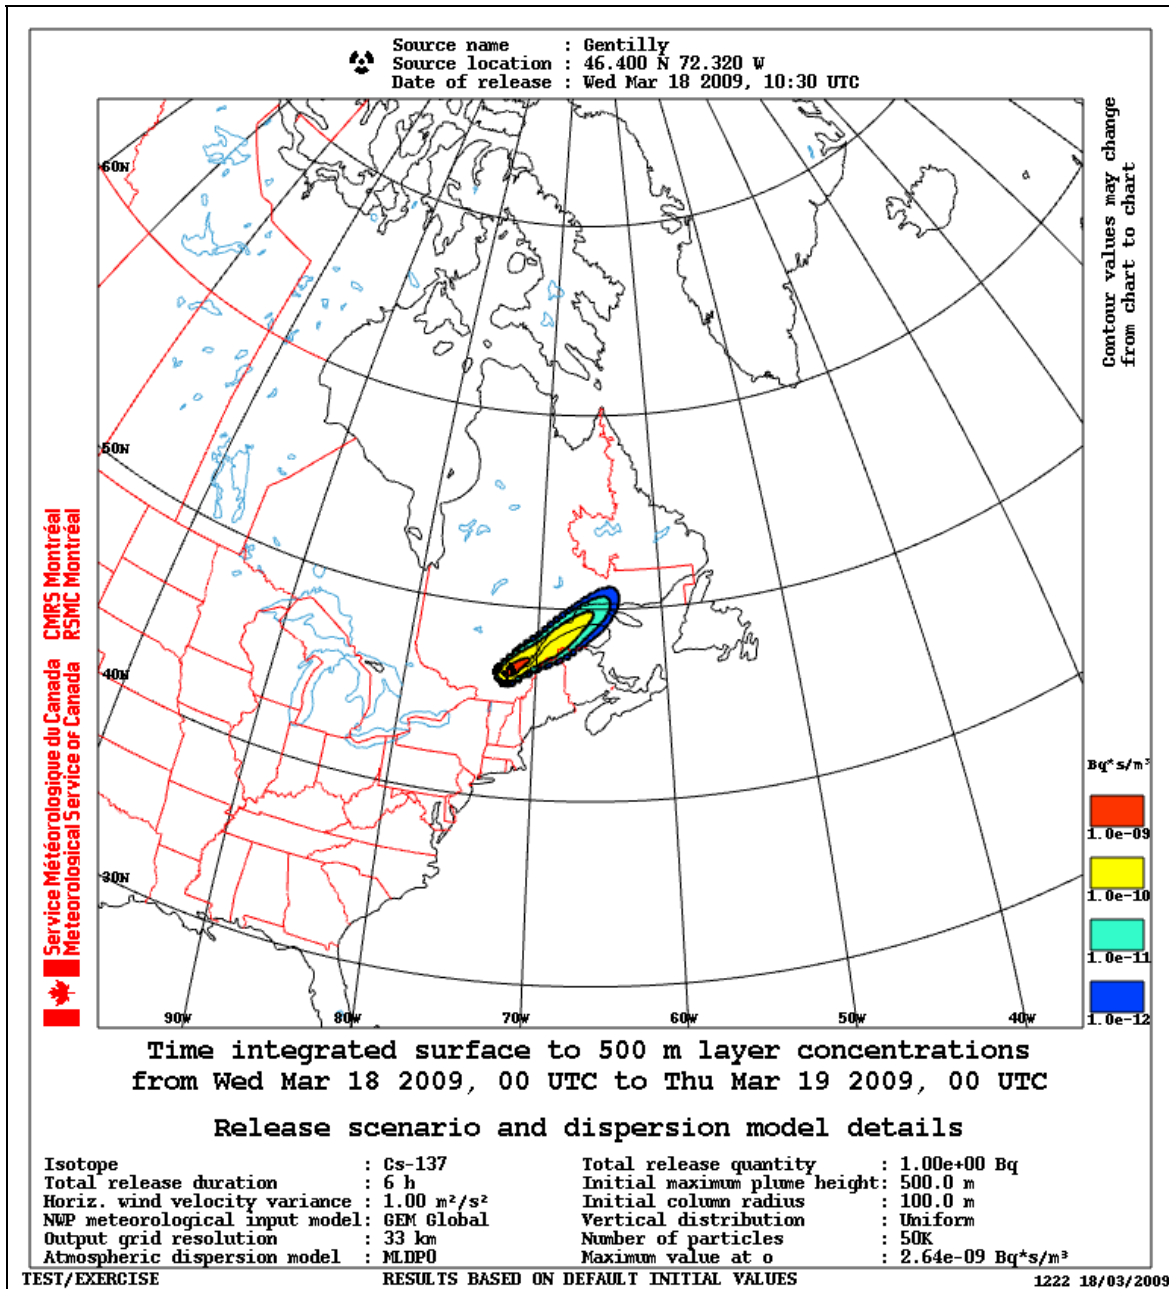 Source name : Gentilly
Source location : 46.400 N 72.320 W
Date of release : Wed Mar 18 2009, 10:30 UTC
Contour values may change
from chart to chart
60N
50N
40N
30N
90W 80W 70W 60W 50W 40W
Service Météorologique du Canada CMRS Montréal
Meteorological Service of Canada RSMC Montréal
Bq*s/m³
1.0e-09
1.0e-10
1.0e-11
1.0e-12
Time integrated surface to 500 m layer concentrations
from Wed Mar 18 2009, 00 UTC to Thu Mar 19 2009, 00 UTC
Release scenario and dispersion model details
Isotope : Cs-137
Total release duration : 6 h
Horiz. wind velocity variance : 1.00 m²/s²
NWP meteorological input model: GEM Global
Output grid resolution : 33 km
Atmospheric dispersion model : MLDP0
Total release quantity : 1.00e+00 Bq
Initial maximum plume height: 500.0 m
Initial column radius : 100.0 m
Vertical distribution : Uniform
Number of particles : 50K
Maximum value at o : 2.64e-09 Bq*s/m³
TEST/EXERCISE RESULTS BASED ON DEFAULT INITIAL VALUES 1222 18/03/2009